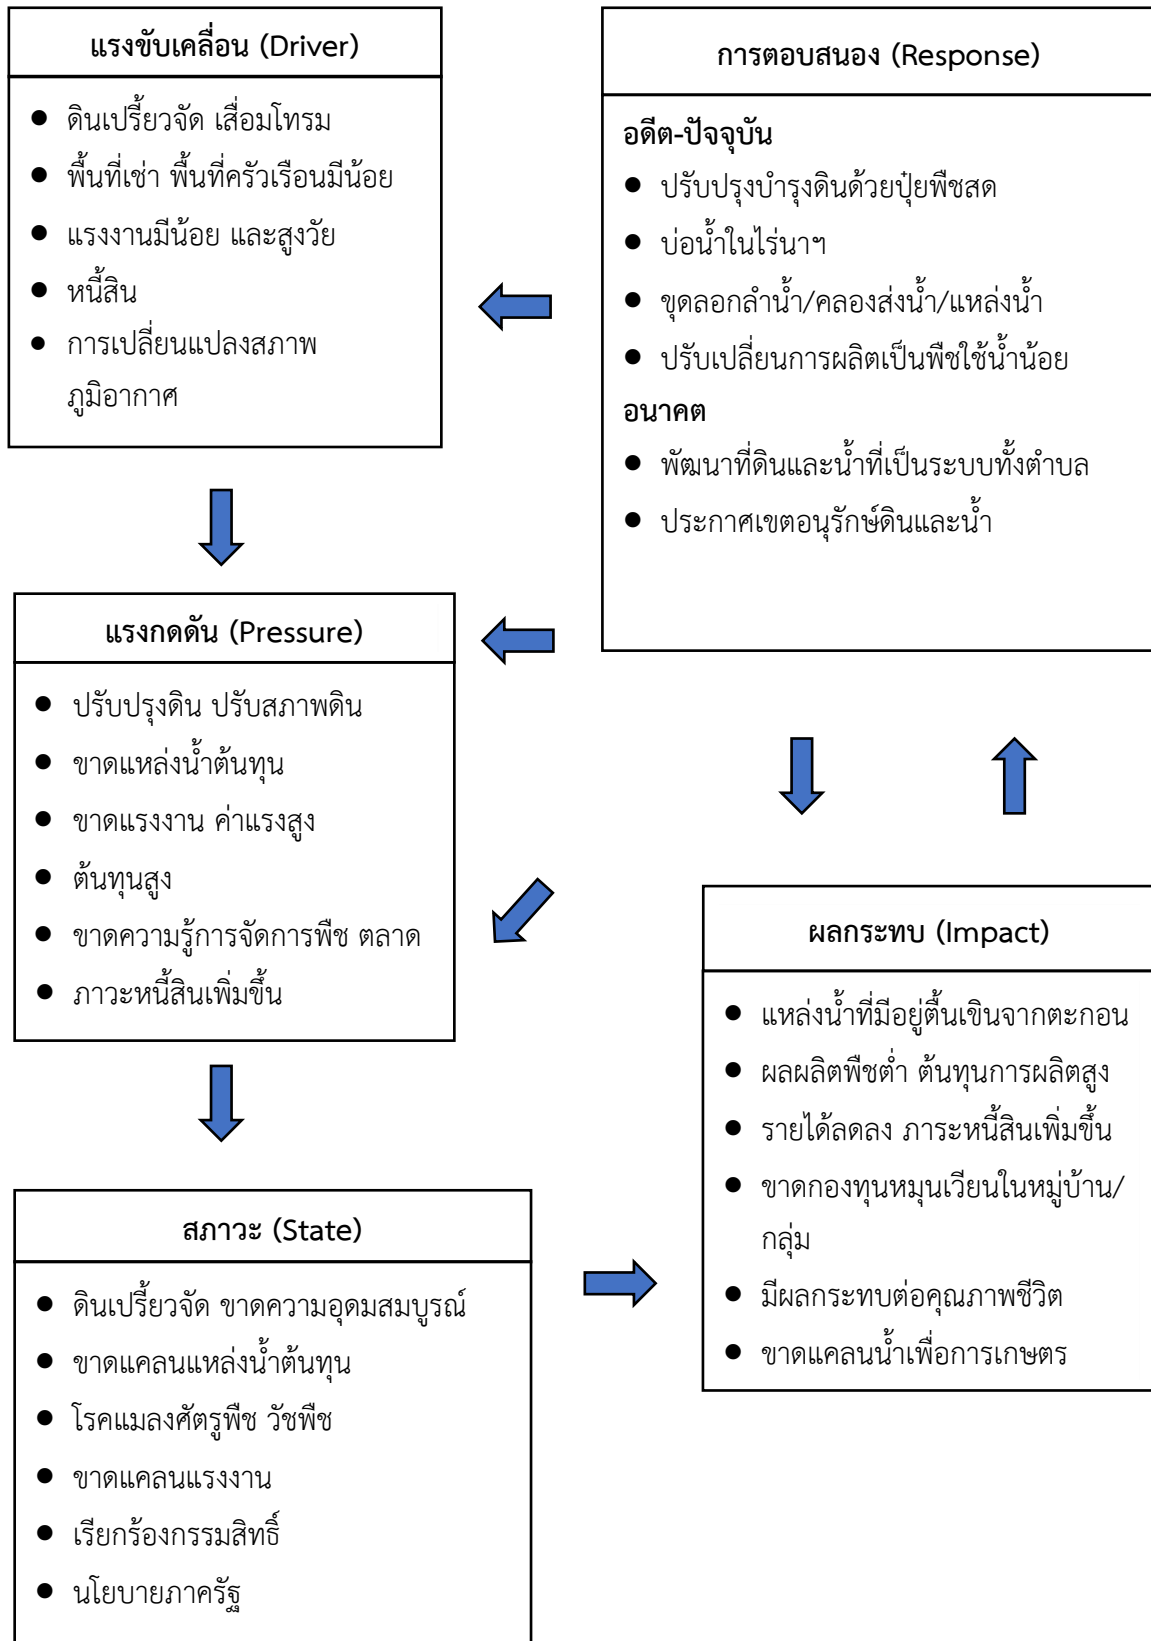 แรงขับเคลื่อน (Driver)
● ดินเปรี้ยวจัด เสื่อมโทรม
● พื้นที่เช่า พื้นที่ครัวเรือนมีน้อย
● แรงงานมีน้อย และสูงวัย
● หนี้สิน
● การเปลี่ยนแปลงสภาพ
ภูมิอากาศ
การตอบสนอง (Response)
อดีต-ปัจจุบัน
● ปรับปรุงบำรุงดินด้วยปุ๋ยพืชสด
● บ่อน้ำในไร่นาฯ
● ขุดลอกลำน้ำ/คลองส่งน้ำ/แหล่งน้ำ
● ปรับเปลี่ยนการผลิตเป็นพืชใช้น้ำน้อย
อนาคต
● พัฒนาที่ดินและน้ำที่เป็นระบบทั้งตำบล
● ประกาศเขตอนุรักษ์ดินและน้ำ
แรงกดดัน (Pressure)
● ปรับปรุงดิน ปรับสภาพดิน
● ขาดแหล่งน้ำต้นทุน
● ขาดแรงงาน ค่าแรงสูง
● ต้นทุนสูง
● ขาดความรู้การจัดการพืช ตลาด
● ภาวะหนี้สินเพิ่มขึ้น
ผลกระทบ (Impact)
● แหล่งน้ำที่มีอยู่ตื้นเขินจากตะกอน
● ผลผลิตพืชต่ำ ต้นทุนการผลิตสูง
● รายได้ลดลง ภาระหนี้สินเพิ่มขึ้น
● ขาดกองทุนหมุนเวียนในหมู่บ้าน/
กลุ่ม
● มีผลกระทบต่อคุณภาพชีวิต
● ขาดแคลนน้ำเพื่อการเกษตร
สภาวะ (State)
● ดินเปรี้ยวจัด ขาดความอุดมสมบูรณ์
● ขาดแคลนแหล่งน้ำต้นทุน
● โรคแมลงศัตรูพืช วัชพืช
● ขาดแคลนแรงงาน
● เรียกร้องกรรมสิทธิ์
● นโยบายภาครัฐ